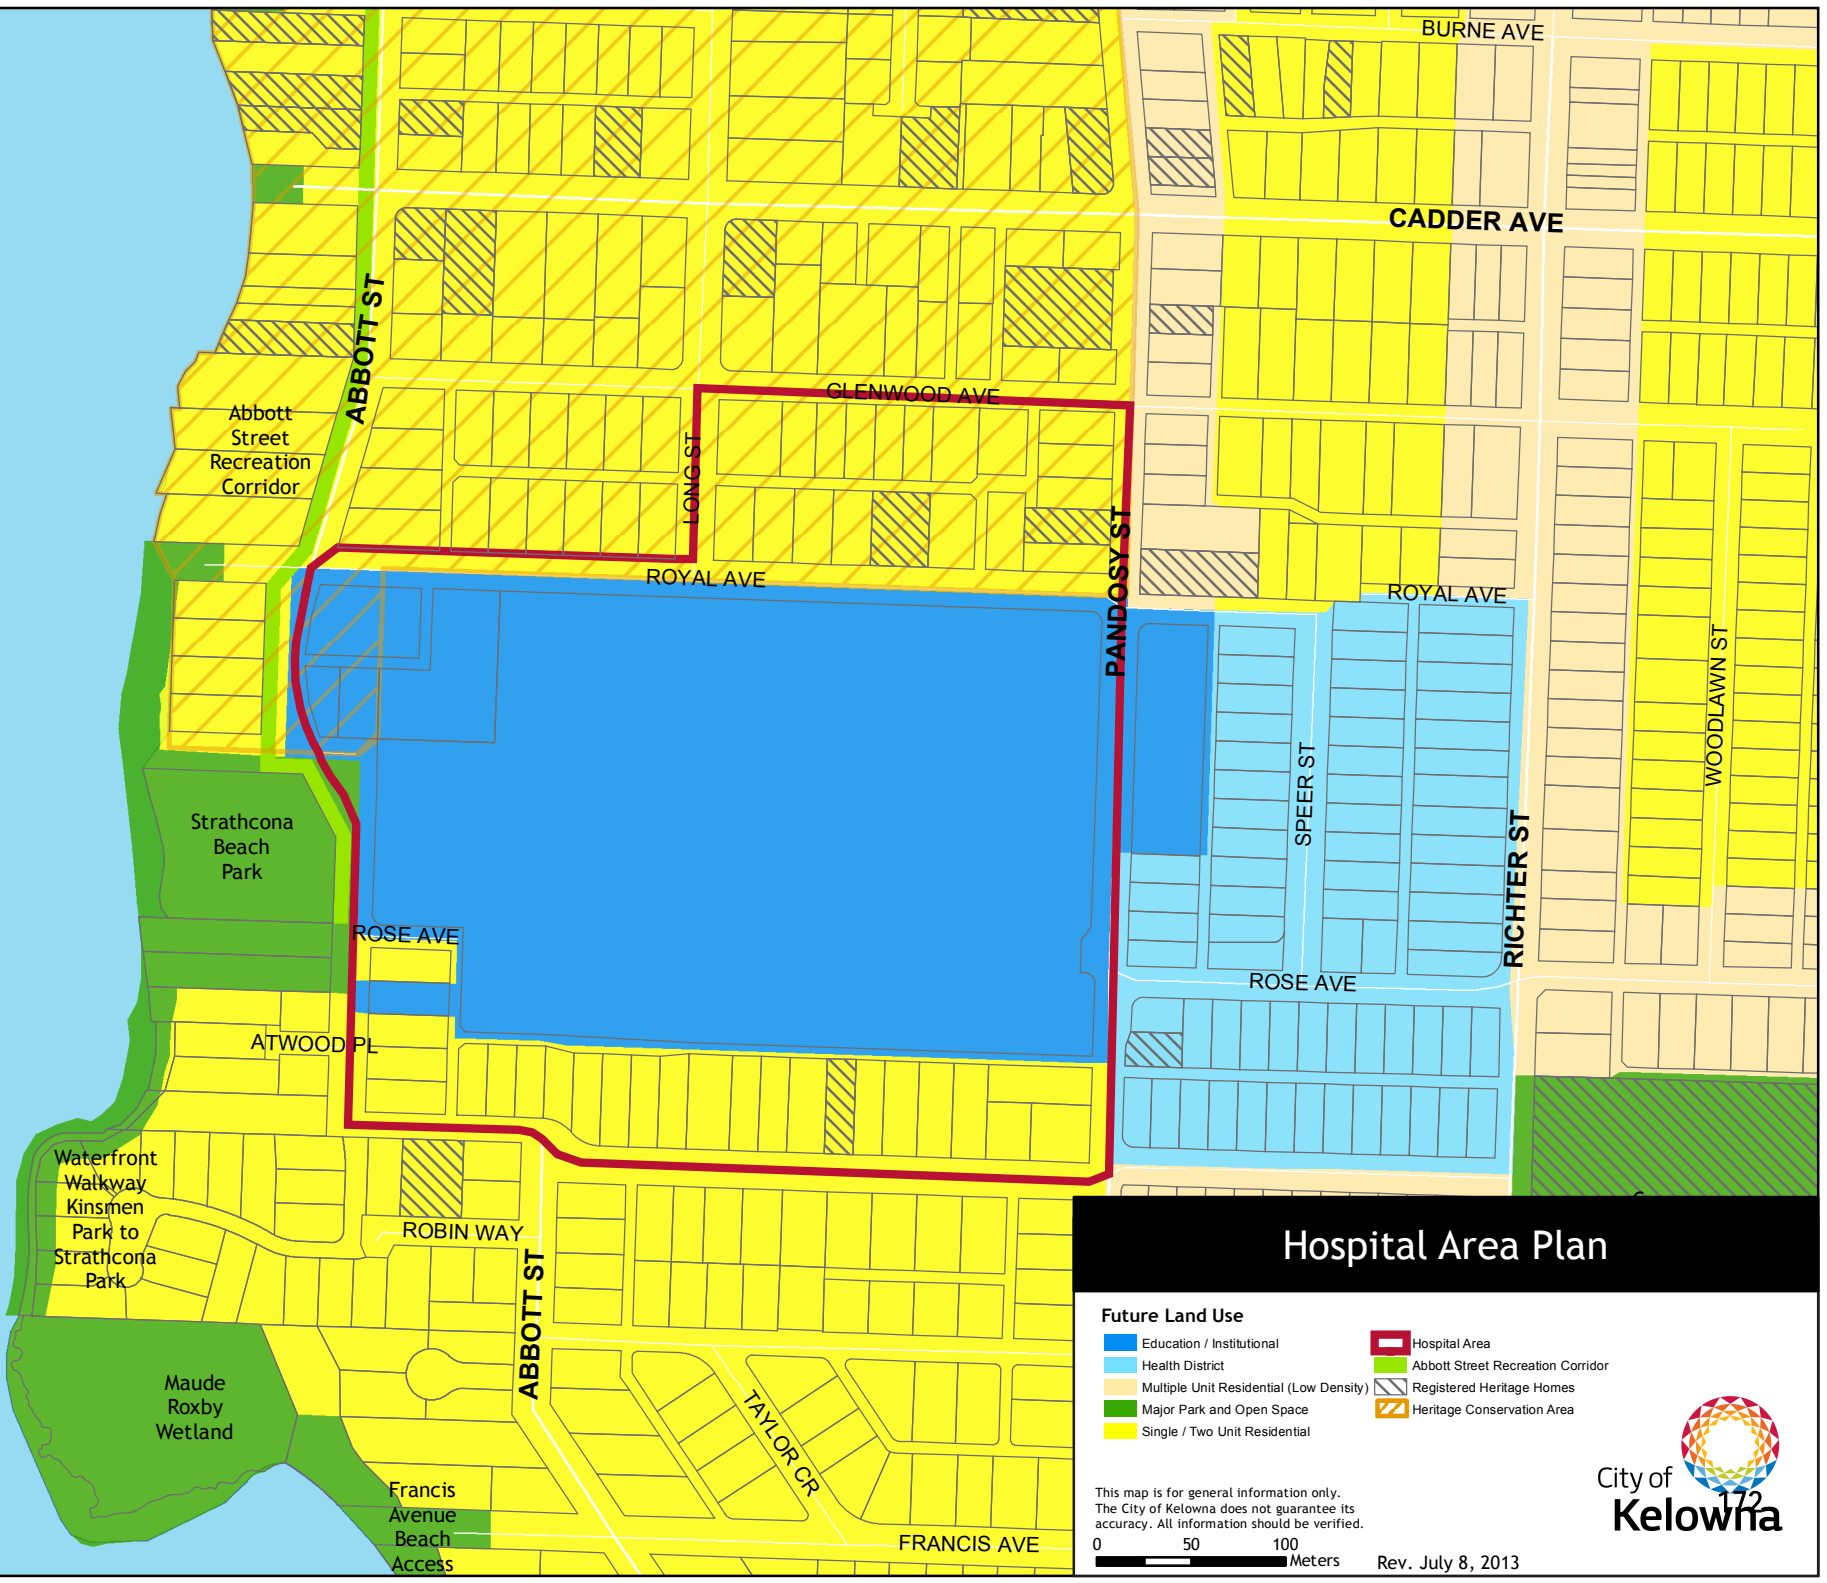 BURNE AVE
CADDER AVE
ABBOTT ST
GLENWOOD AVE
Abbott
Street
Recreation
Corridor
LONG ST
PANDOSY ST
ROYAL AVE
ROYAL AVE
WOODLAWN ST
SPEER ST
Strathcona
Beach
Park
RICHTER ST
ROSE AVE
ROSE AVE
ATWOOD PL
Waterfront
Walkway
Kinsmen
Park to
Strathcona
Park
ROBIN WAY
ABBOTT ST
Maude
Roxby
Wetland
TAYLOR CR
Francis
Avenue
Beach
Access
FRANCIS AVE
Hospital Area Plan
Future Land Use
Education / Institutional
Health District
Multiple Unit Residential (Low Density)
Major Park and Open Space
Single / Two Unit Residential
Hospital Area
Abbott Street Recreation Corridor
Registered Heritage Homes
Heritage Conservation Area
This map is for general information only.
The City of Kelowna does not guarantee its
accuracy. All information should be verified.
0 50 100
Meters
Rev. July 8, 2013
City of
Kelowna
172